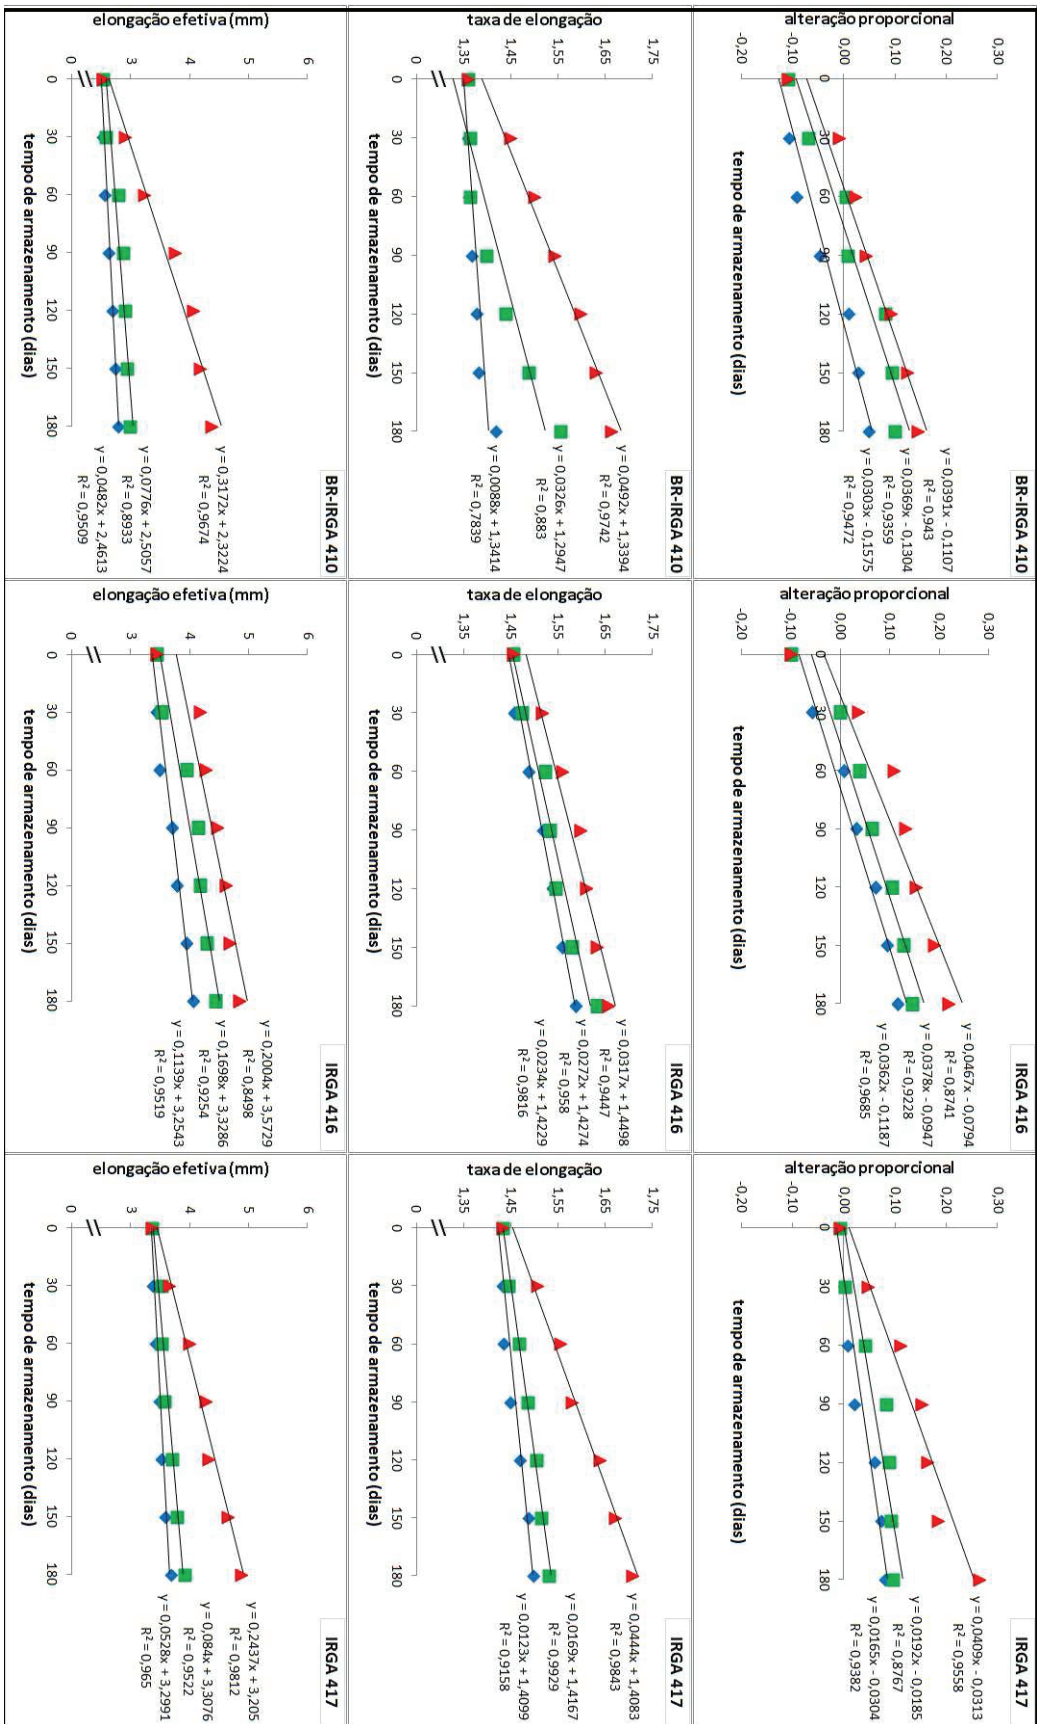 BR-IRGA 410
alteração proporcional
0,30
0,20
0,10
0,00
-0,10
-0,20
0 30 60 90 120 150 180
tempo de armazenamento (dias)
y = 0,0391x - 0,1107
R² = 0,943
y = 0,0369x - 0,1304
R² = 0,9359
y = 0,0303x - 0,1575
R² = 0,9472
IRGA 416
alteração proporcional
0,30
0,20
0,10
0,00
-0,10
-0,20
0 30 60 90 120 150 180
tempo de armazenamento (dias)
y = 0,0467x - 0,0794
R² = 0,8741
y = 0,0378x - 0,0947
R² = 0,9228
y = 0,0362x - 0,1187
R² = 0,9685
IRGA 417
alteração proporcional
0,30
0,20
0,10
0,00
-0,10
-0,20
0 30 60 90 120 150 180
tempo de armazenamento (dias)
y = 0,0409x - 0,0313
R² = 0,9558
y = 0,0192x - 0,0185
R² = 0,8767
y = 0,0165x - 0,0304
R² = 0,9382
BR-IRGA 410
taxa de elongação
1,75
1,65
1,55
1,45
1,35
0
0 30 60 90 120 150 180
tempo de armazenamento (dias)
y = 0,0492x + 1,3394
R² = 0,9742
y = 0,0326x + 1,2947
R² = 0,883
y = 0,0088x + 1,3414
R² = 0,7839
IRGA 416
taxa de elongação
1,75
1,65
1,55
1,45
1,35
0
0 30 60 90 120 150 180
tempo de armazenamento (dias)
y = 0,0317x + 1,4498
R² = 0,9447
y = 0,0272x + 1,4274
R² = 0,958
y = 0,0234x + 1,4229
R² = 0,9816
IRGA 417
taxa de elongação
1,75
1,65
1,55
1,45
1,35
0
0 30 60 90 120 150 180
tempo de armazenamento (dias)
y = 0,0444x + 1,4083
R² = 0,9843
y = 0,0169x + 1,4167
R² = 0,9929
y = 0,0123x + 1,4099
R² = 0,9158
BR-IRGA 410
elongação efetiva (mm)
6
5
4
3
0
0 30 60 90 120 150 180
tempo de armazenamento (dias)
y = 0,3172x + 2,3224
R² = 0,9674
y = 0,0776x + 2,5057
R² = 0,8933
y = 0,0482x + 2,4613
R² = 0,9509
IRGA 416
elongação efetiva (mm)
6
5
4
3
0
0 30 60 90 120 150 180
tempo de armazenamento (dias)
y = 0,2004x + 3,5729
R² = 0,8498
y = 0,1698x + 3,3286
R² = 0,9254
y = 0,1139x + 3,2543
R² = 0,9519
IRGA 417
elongação efetiva (mm)
6
5
4
3
0
0 30 60 90 120 150 180
tempo de armazenamento (dias)
y = 0,2437x + 3,205
R² = 0,9812
y = 0,084x + 3,3076
R² = 0,9522
y = 0,0528x + 3,2991
R² = 0,965